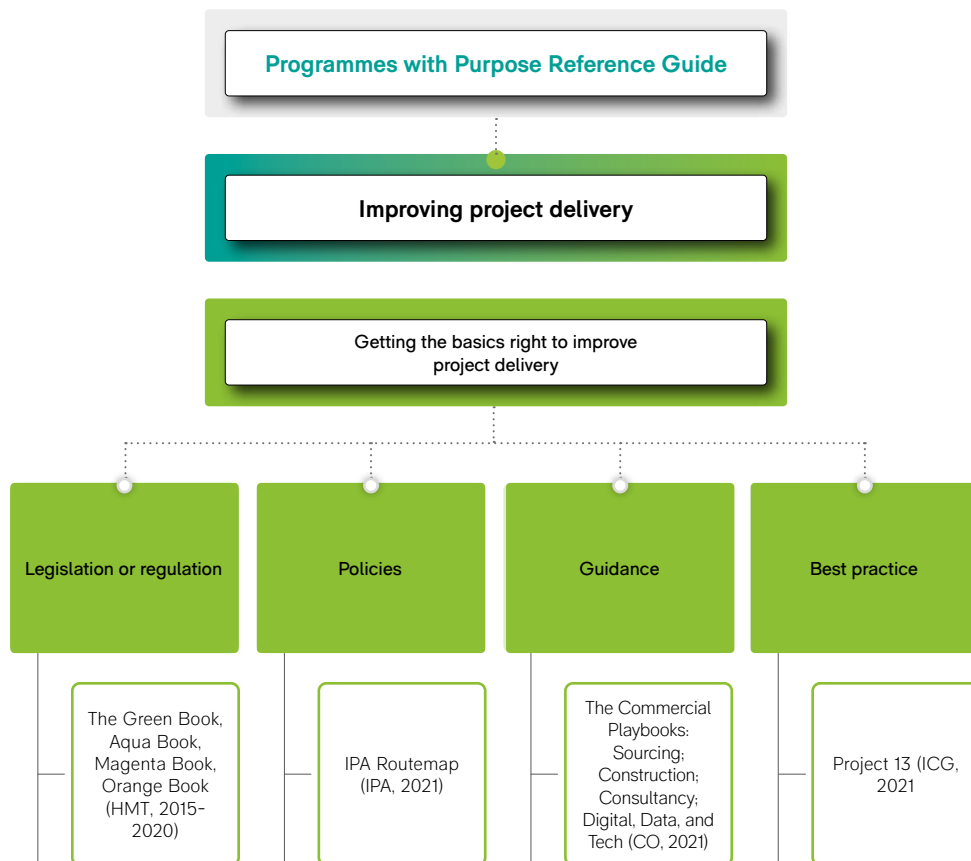 Programmes with Purpose Reference Guide
Improving project delivery
Getting the basics right to improve
project delivery
Legislation or regulation
Policies
Guidance
Best practice
The Green Book,
Aqua Book,
Magenta Book,
Orange Book
(HMT, 2015-
2020)
IPA Routemap
(IPA, 2021)
The Commercial
Playbooks:
Sourcing;
Construction;
Consultancy;
Digital, Data, and
Tech (CO, 2021)
Project 13 (ICG,
2021